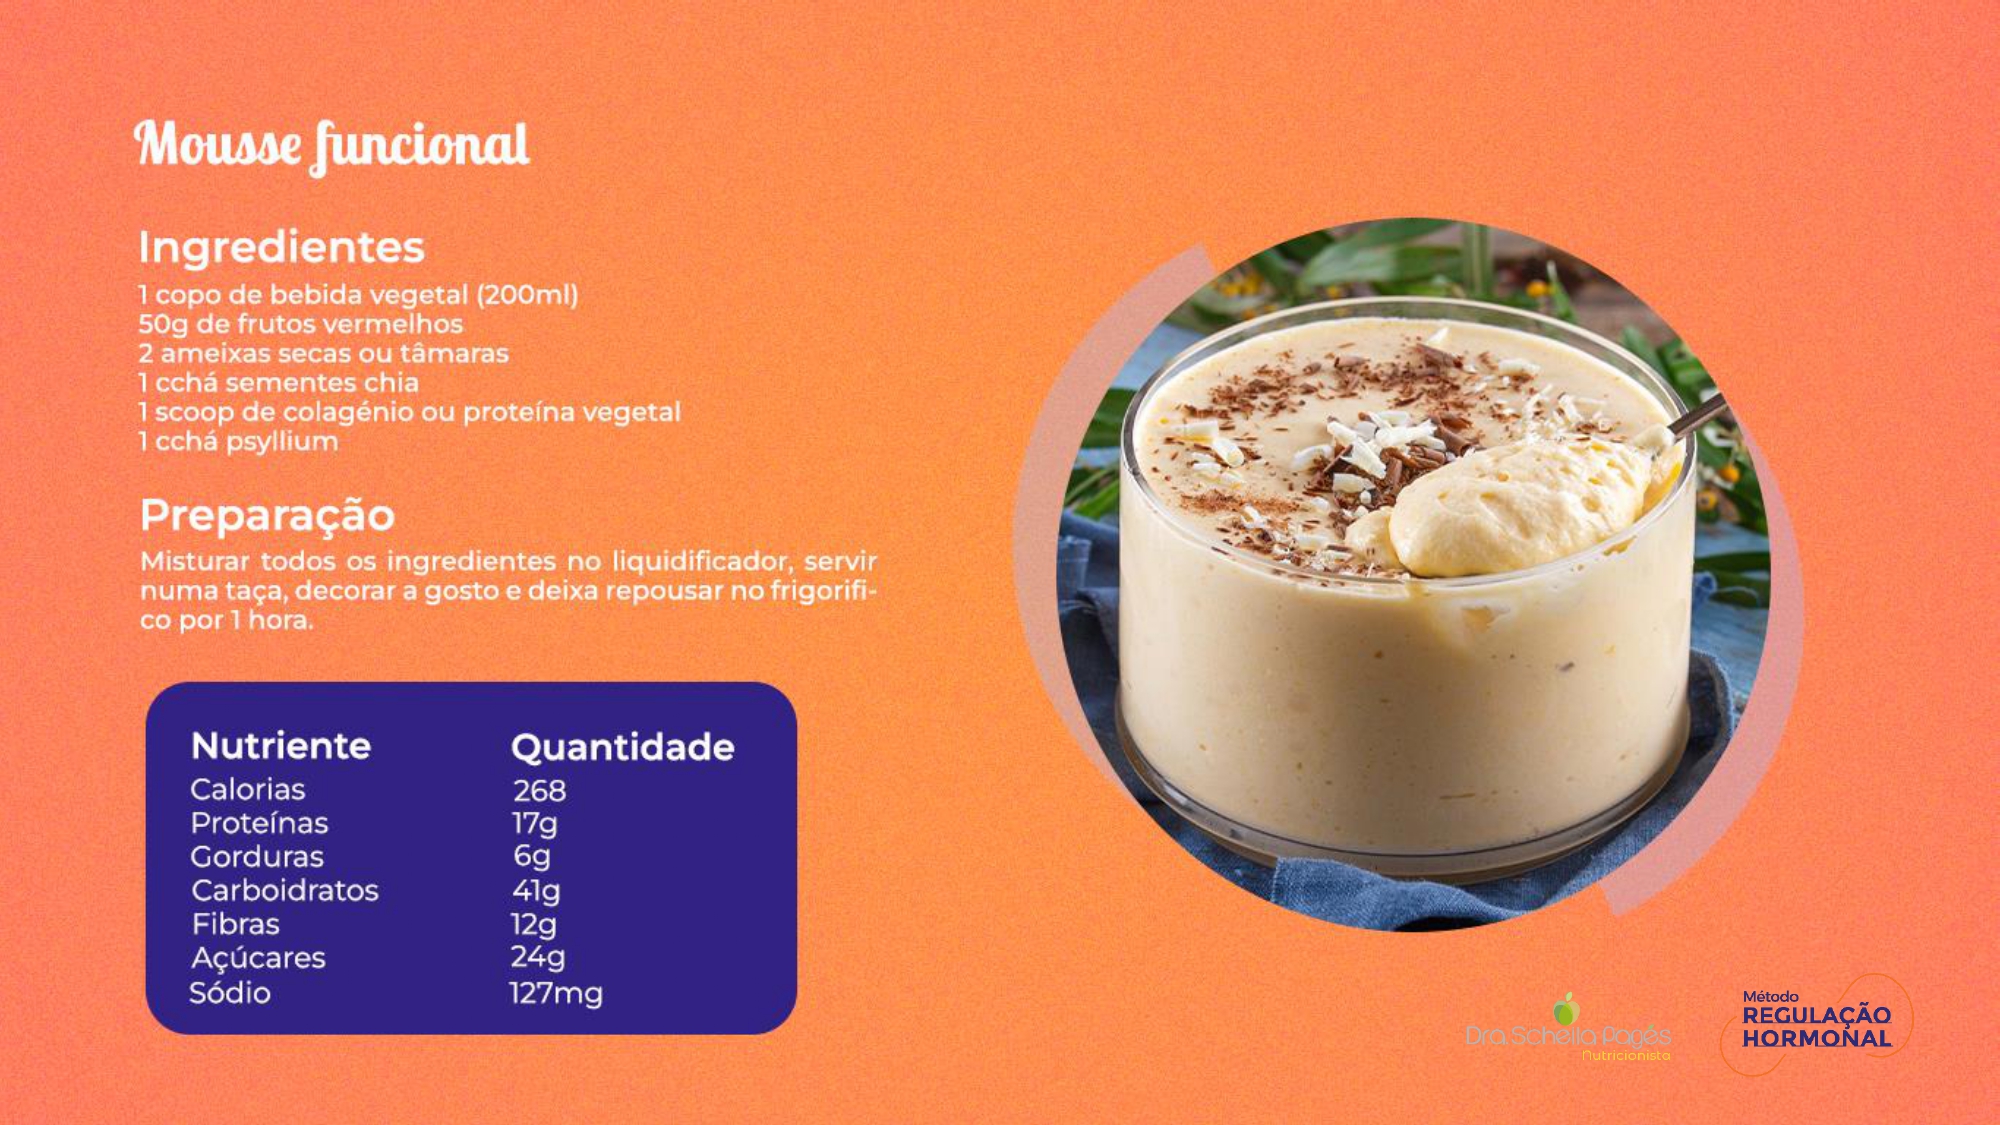 Mousse funcional
Ingredientes
1 copo de bebida vegetal (200ml)
50g de frutos vermelhos
2 ameixas secas ou tâmaras
1 cchá sementes chia
1 scoop de colagénio ou proteína vegetal
1 cchá psyllium
Preparação
Misturar todos os ingredientes no liquidificador, servir
numa taça, decorar a gosto e deixa repousar no frigorifi-
co por 1 hora.
Nutriente Quantidade
Calorias 268
Proteínas 17g
Gorduras 6g
Carboidratos 41g
Fibras 12g
Açúcares 24g
Sódio 127mg
Dra.Scheila Pagês
Nutricionista
Método
REGULAÇÃO
HORMONAL